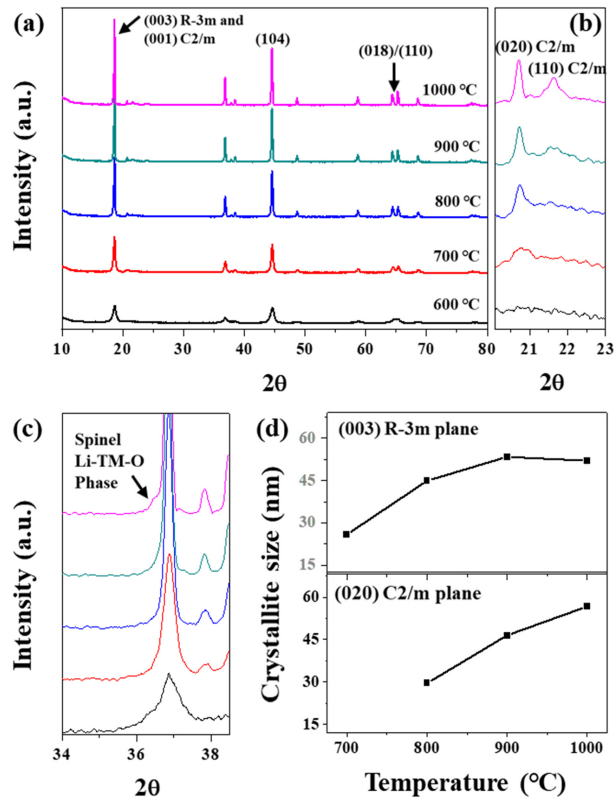 (a)
(003) R-3m and
(001) C2/m
(104)
(018)/(110)
1000 °C
900 °C
800 °C
700 °C
600 °C
Intensity (a.u.)
10 20 30 40 50 60 70 80
2θ
(b)
(020) C2/m
(110) C2/m
21 22 23
2θ
(c)
Spinel
Li-TM-O
Phase
Intensity (a.u.)
34 36 38
2θ
(d)
(003) R-3m plane
60
45
30
15
(020) C2/m plane
60
45
30
15
Crystallite size (nm)
700 800 900 1000
Temperature (°C)